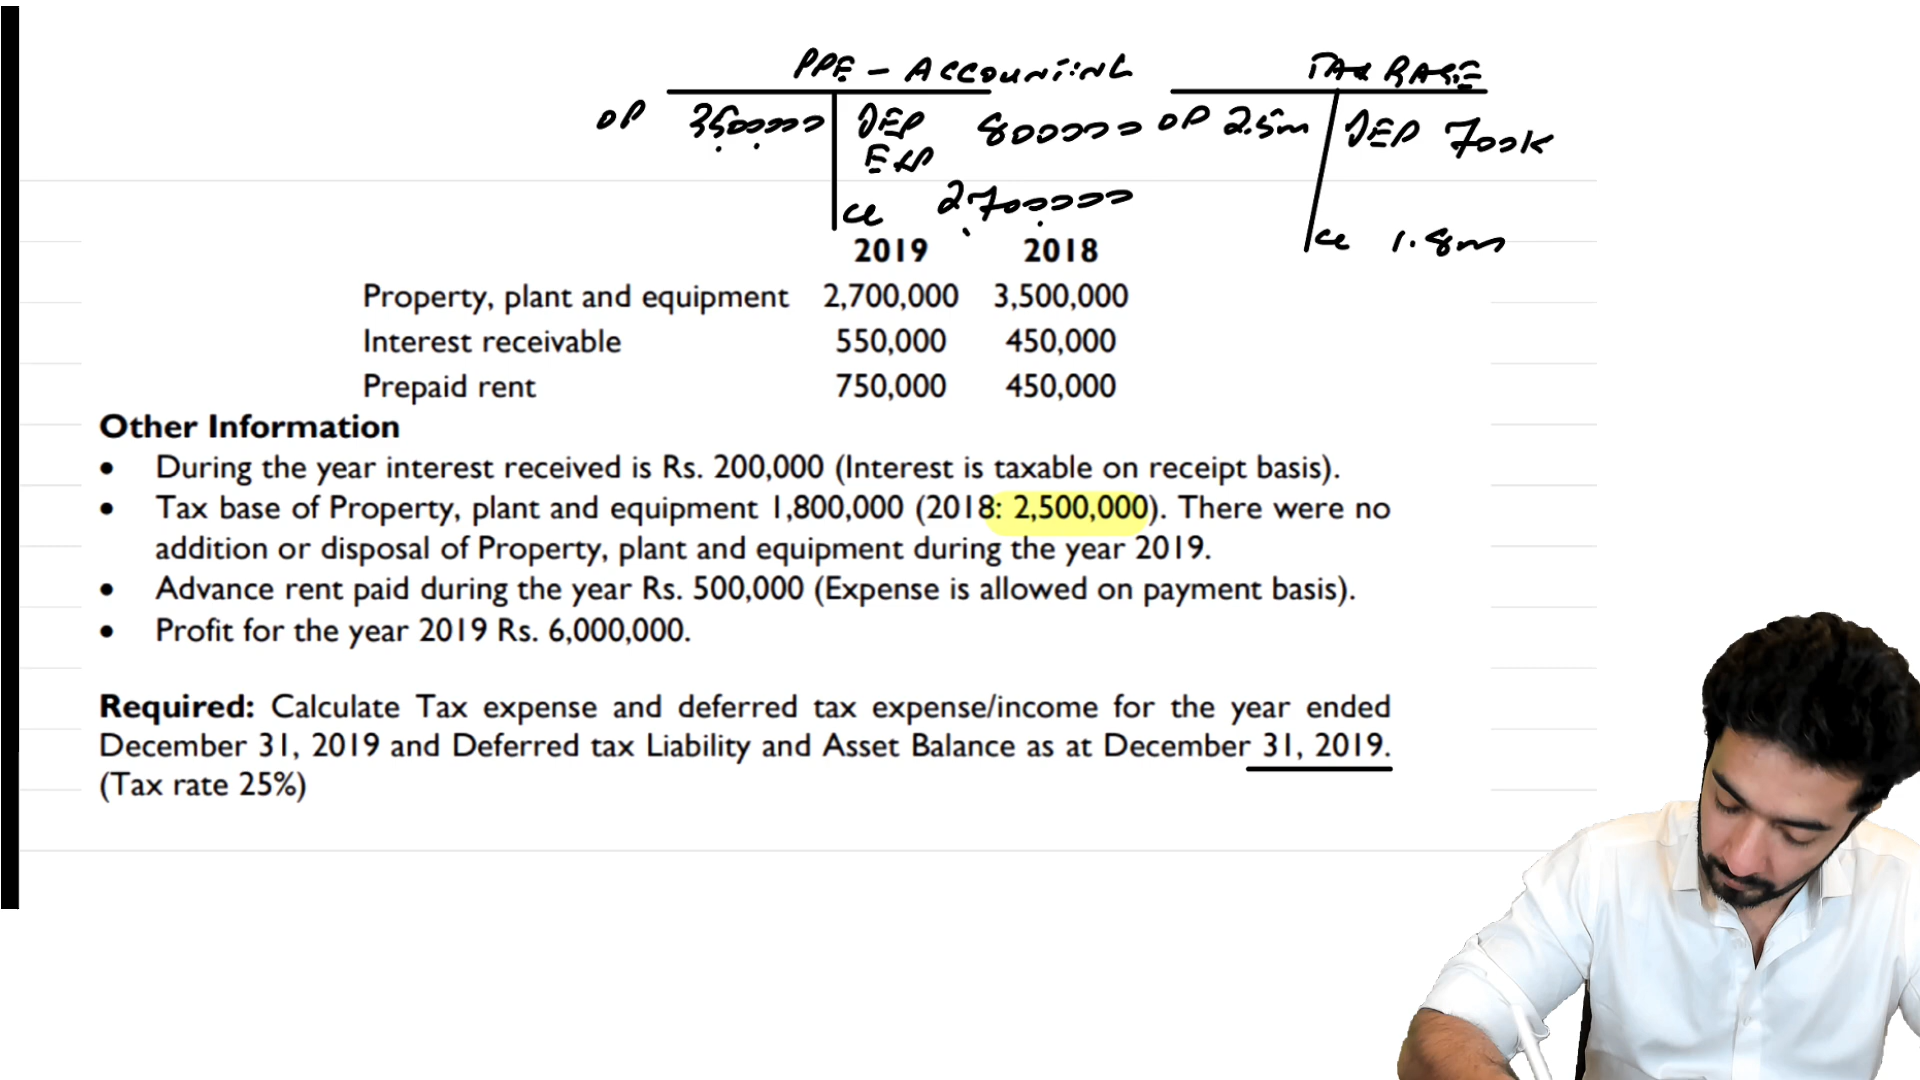 PPE - ACCOUNTING TAX BASE
OP 3500000 DEP 800000 OP 2.5m DEP 700K
EXP
CL 2700000
CL 1.8m
2019 2018
Property, plant and equipment 2,700,000 3,500,000
Interest receivable 550,000 450,000
Prepaid rent 750,000 450,000
Other Information
• During the year interest received is Rs. 200,000 (Interest is taxable on receipt basis).
• Tax base of Property, plant and equipment 1,800,000 (2018: 2,500,000). There were no
addition or disposal of Property, plant and equipment during the year 2019.
• Advance rent paid during the year Rs. 500,000 (Expense is allowed on payment basis).
• Profit for the year 2019 Rs. 6,000,000.
Required: Calculate Tax expense and deferred tax expense/income for the year ended
December 31, 2019 and Deferred tax Liability and Asset Balance as at December 31, 2019.
(Tax rate 25%)